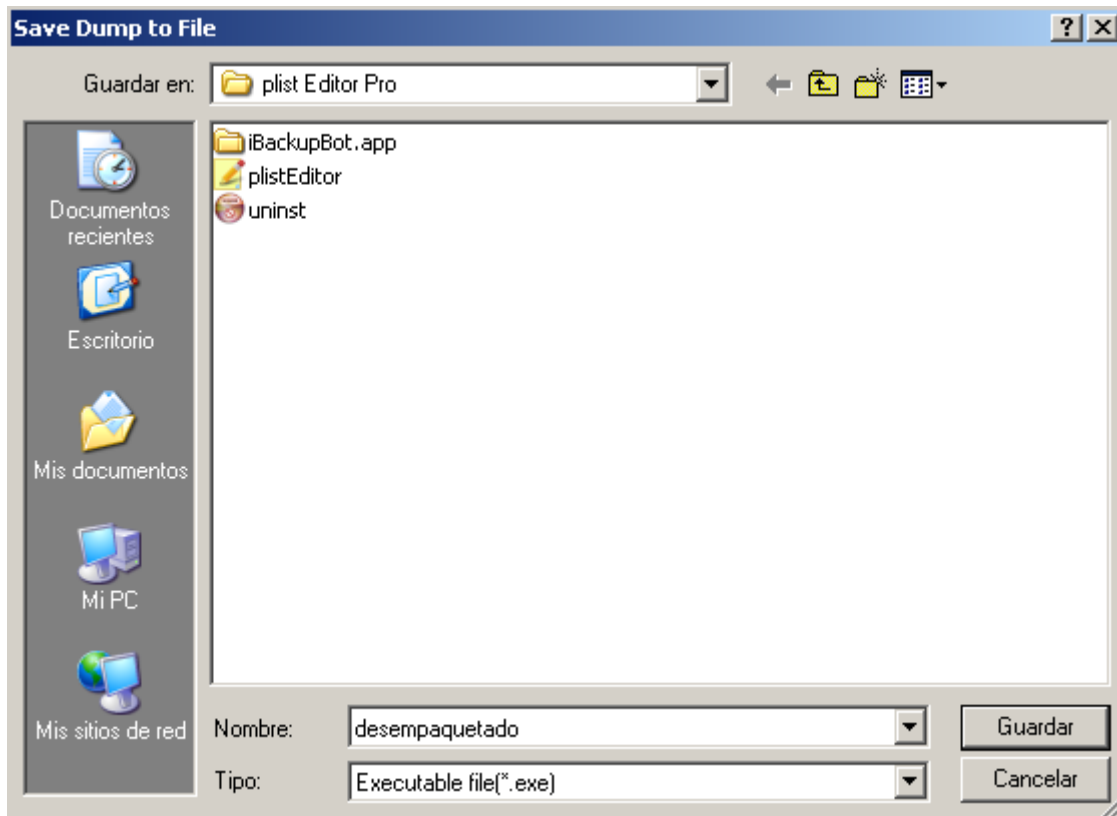 Save Dump to File
Guardar en:
plist Editor Pro
Documentos
recientes
Escritorio
Mis documentos
Mi PC
Mis sitios de red
iBackupBot.app
plistEditor
uninst
Nombre:
desempaquetado
Guardar
Tipo:
Executable file(*.exe)
Cancelar